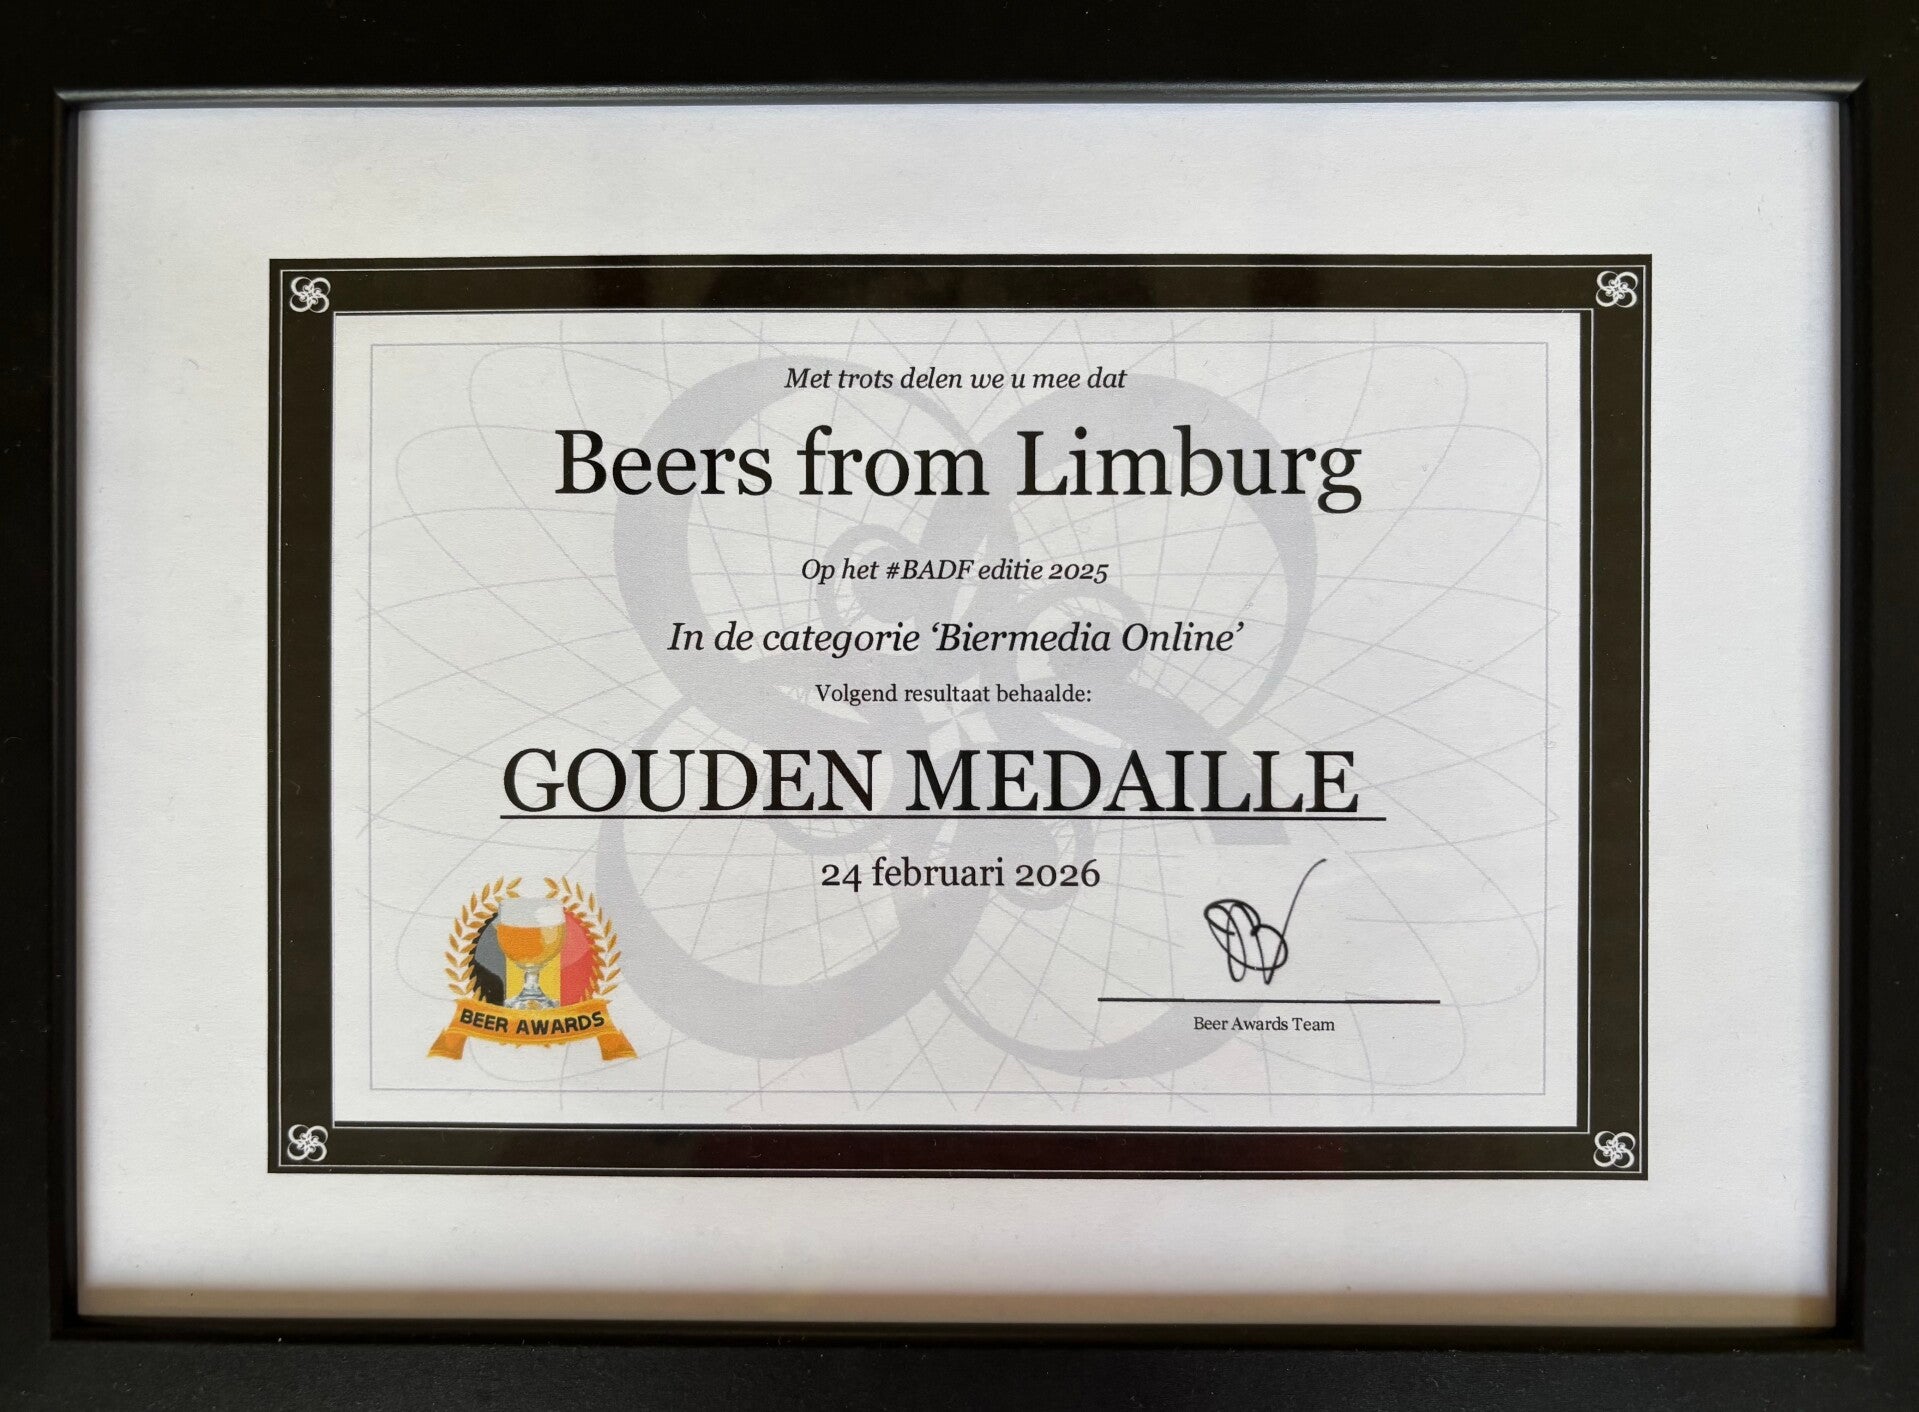 Met trots delen we u mee dat
Beers from Limburg
Op het #BADF editie 2025
In de categorie ‘Biermedia Online’
Volgend resultaat behaalde:
GOUDEN MEDAILLE
24 februari 2026
BEER AWARDS
Beer Awards Team